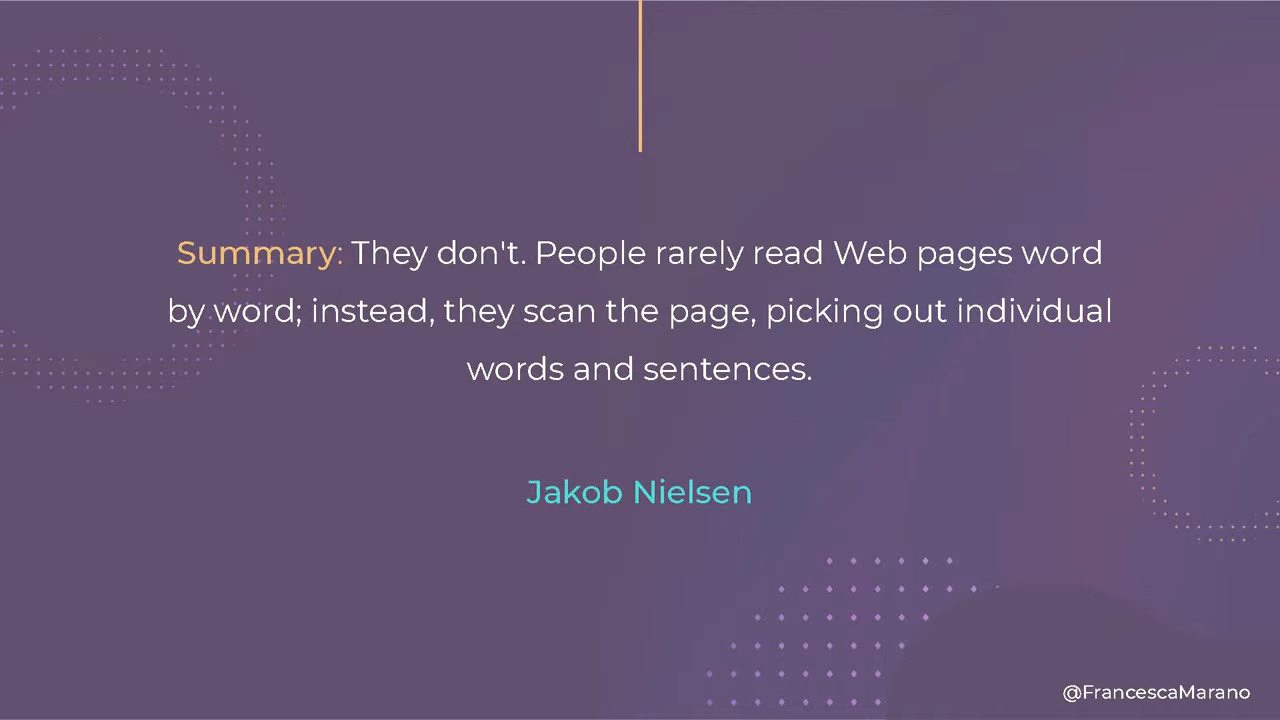 Summary: They don't. People rarely read Web pages word
by word; instead, they scan the page, picking out individual
words and sentences.
Jakob Nielsen
@FrancescaMarano